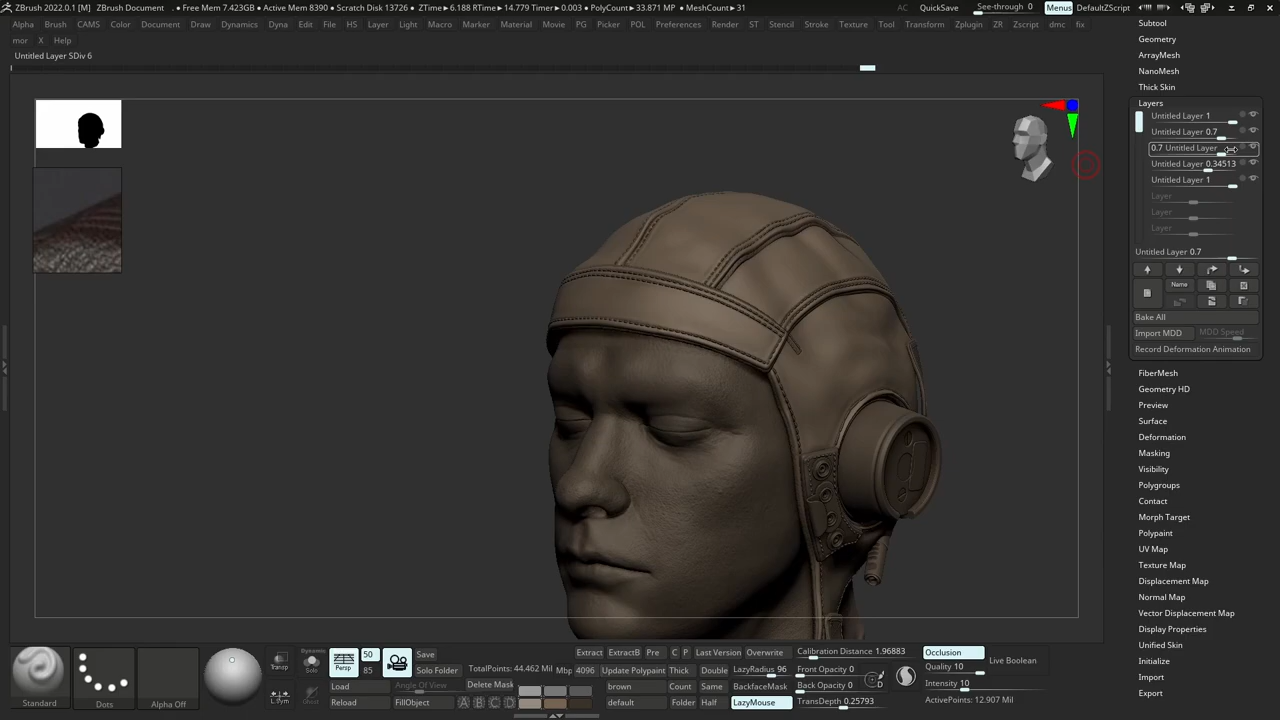 ZBrush 2022.0.1 [M] ZBrush Document . • Free Mem 7.423GB • Active Mem 8390 • Scratch Disk 13726 • ZTime►6.188 RTime►14.779 Timer►0.003 • PolyCount►33.871 MP • MeshCount►31 AC QuickSave See-through 0 Menus DefaultZScript
Alpha Brush CAMS Color Document Draw Dyna Edit File HS Layer Light Macro Marker Material Movie PG Picker POL Preferences Render ST Stencil Stroke Texture Tool Transform Zplugin ZR Zscript dmc fix
mor X Help
Untitled Layer SDiv 6
Subtool
Geometry
ArrayMesh
NanoMesh
Thick Skin
Layers
Untitled Layer 1
Untitled Layer 0.7
0.7 Untitled Layer
Untitled Layer 0.34513
Untitled Layer 1
Layer
Layer
Layer
Untitled Layer 0.7
Name
Bake All
Import MDD MDD Speed
Record Deformation Animation
FiberMesh
Geometry HD
Preview
Surface
Deformation
Masking
Visibility
Polygroups
Contact
Morph Target
Polypaint
UV Map
Texture Map
Displacement Map
Normal Map
Vector Displacement Map
Display Properties
Unified Skin
Initialize
Import
Export
Standard
Dots
Alpha Off
Transp
L.fym
Dynamic
Solo
Ghost
Persp
50
85
Save
Solo Folder
Load Angle Of View
Reload FillObject
TotalPoints: 44.462 Mil
Delete Mask
A B C D
Extract ExtractB Pre C P Last Version Overwrite
Mbp 4096 Update Polypaint Thick Double
brown Count Same
default Folder Half
LazyRadius 96
BackfaceMask
LazyMouse
Calibration Distance 1.96883
Front Opacity 0
Back Opacity 0
TransDepth 0.25793
Occlusion
Quality 10
Intensity 10
ActivePoints: 12.907 Mil
Live Boolean